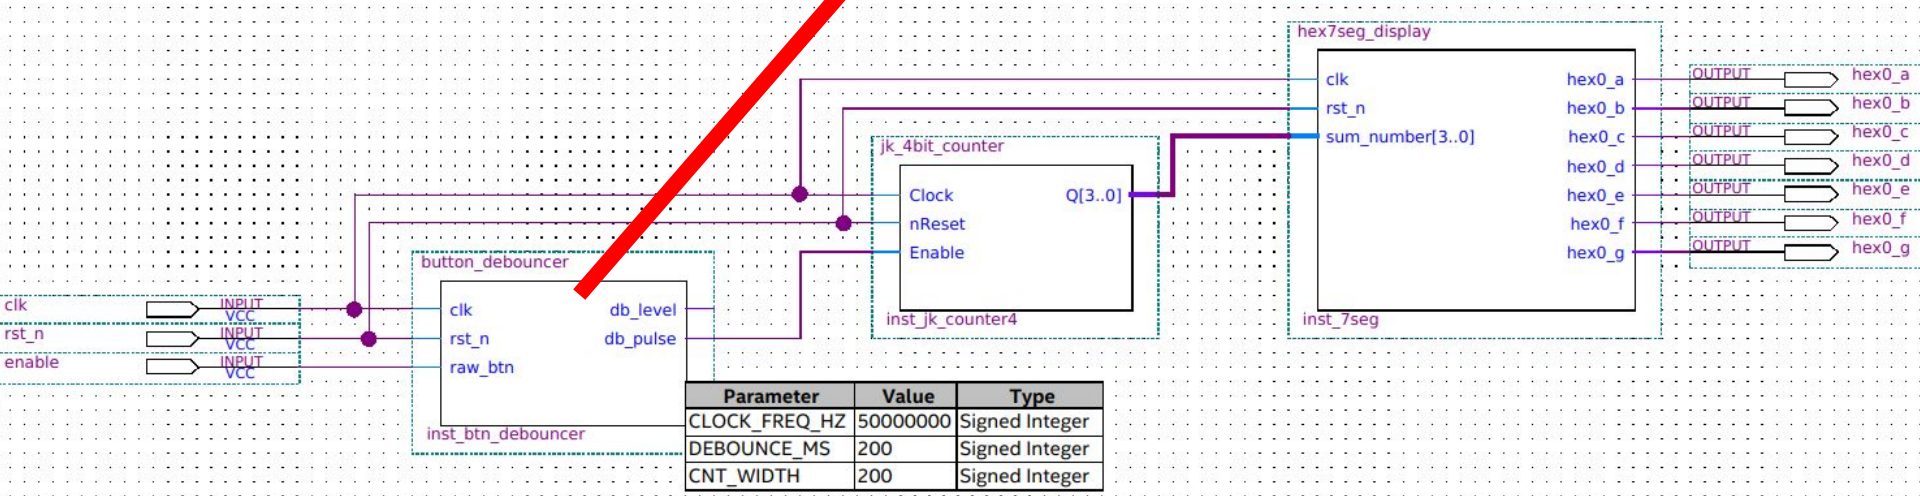 clk
INPUT
VCC
rst_n
INPUT
VCC
enable
INPUT
VCC
button_debouncer
clk
db_level
rst_n
db_pulse
raw_btn
inst_btn_debouncer
Parameter Value Type
CLOCK_FREQ_HZ 50000000 Signed Integer
DEBOUNCE_MS 200 Signed Integer
CNT_WIDTH 200 Signed Integer
jk_4bit_counter
Clock
Q[3..0]
nReset
Enable
inst_jk_counter4
hex7seg_display
clk
hex0_a
rst_n
hex0_b
sum_number[3..0]
hex0_c
hex0_d
hex0_e
hex0_f
hex0_g
inst_7seg
OUTPUT hex0_a
OUTPUT hex0_b
OUTPUT hex0_c
OUTPUT hex0_d
OUTPUT hex0_e
OUTPUT hex0_f
OUTPUT hex0_g